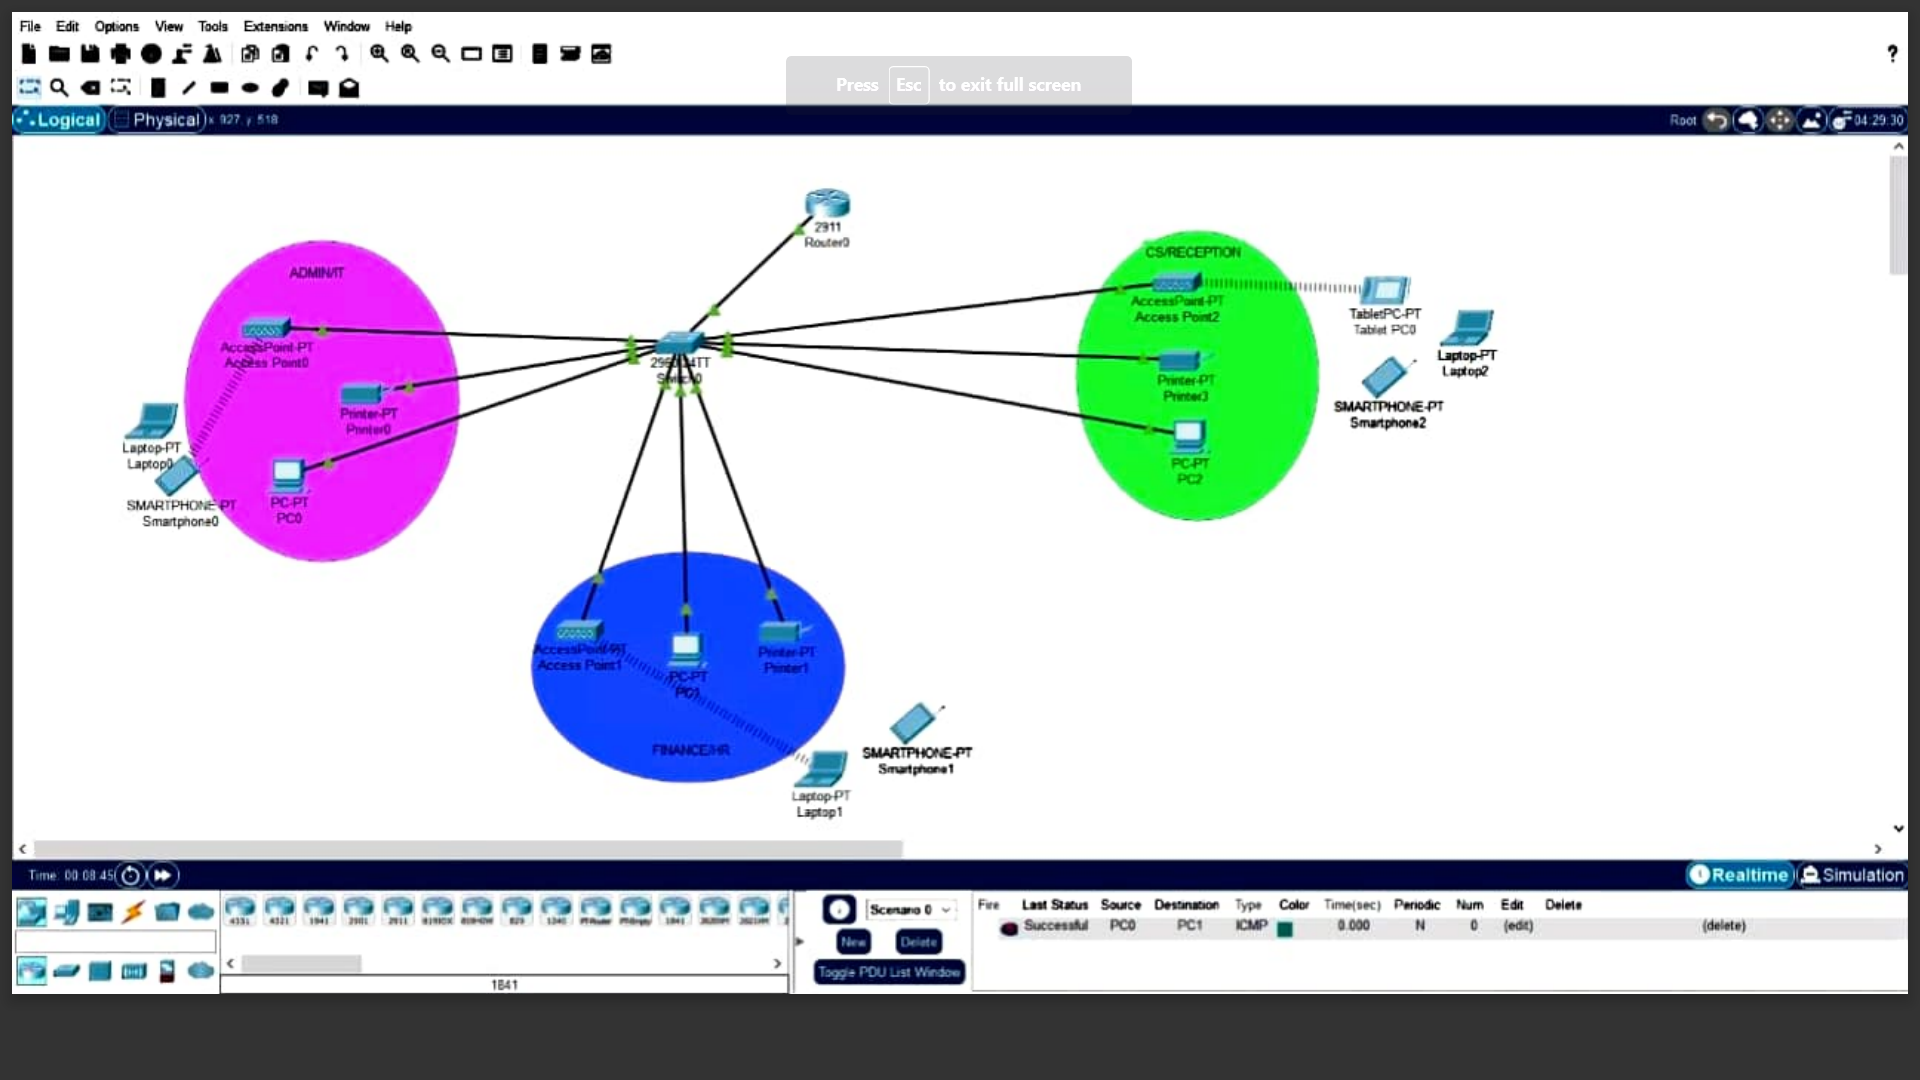 File Edit Options View Tools Extensions Window Help
?
Press Esc to exit full screen
Logical Physical x 927, y 518
Root 04:29:30
2911
Router0
ADMIN/IT
AccessPoint-PT
Access Point0
Printer-PT
Printer0
Laptop-PT
Laptop0
SMARTPHONE-PT
Smartphone0
PC-PT
PC0
Switch0
CS/RECEPTION
AccessPoint-PT
Access Point2
Printer-PT
Printer3
PC-PT
PC2
TabletPC-PT
Tablet PC0
Laptop-PT
Laptop2
SMARTPHONE-PT
Smartphone2
AccessPoint-PT
Access Point1
PC-PT
PC1
Printer-PT
Printer1
FINANCE/HR
SMARTPHONE-PT
Smartphone1
Laptop-PT
Laptop1
Time: 00:08:45
Realtime Simulation
4331 4321 1941 2901 2911 819IOX 819HGW 829 1240 PT-Router PT-Empty 1841 2620XM 2621XM
1841
Scenario 0
New Delete
Toggle PDU List Window
Fire Last Status Source Destination Type Color Time(sec) Periodic Num Edit Delete
Successful PC0 PC1 ICMP 0.000 N 0 (edit) (delete)